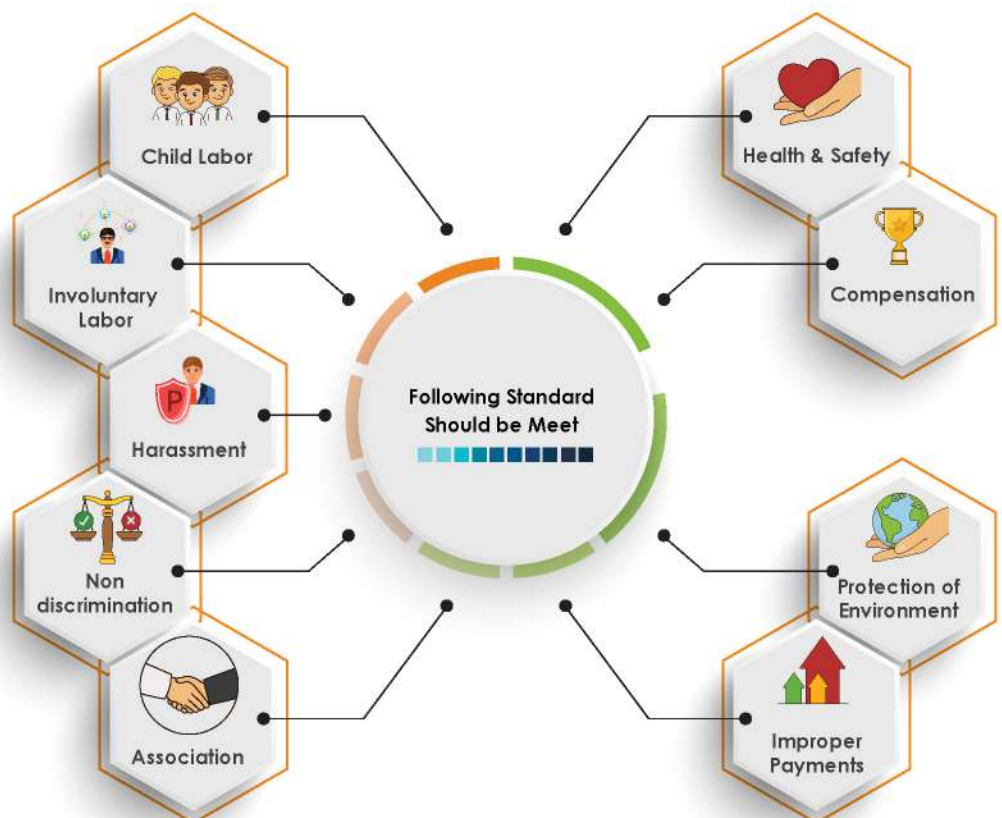 Child Labor
Involuntary
Labor
Harassment
P
Non
discrimination
Association
Following Standard
Should be Meet
Health & Safety
Compensation
Protection of
Environment
Improper
Payments